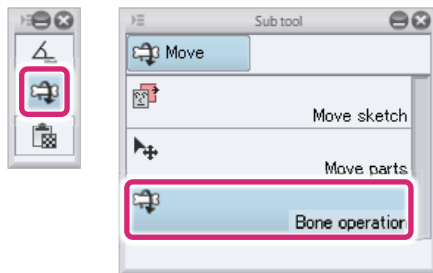 Sub tool
Move
Move sketch
Move parts
Bone operation